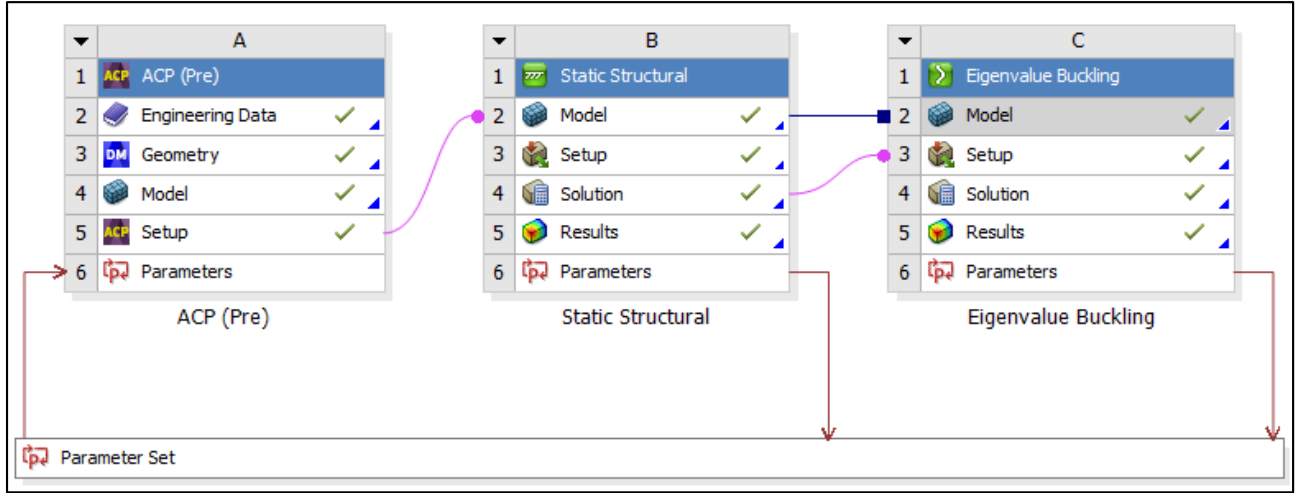 A
1 ACP ACP (Pre)
2 Engineering Data
3 DM Geometry
4 Model
5 ACP Setup
6 Parameters
ACP (Pre)
B
1 Static Structural
2 Model
3 Setup
4 Solution
5 Results
6 Parameters
Static Structural
C
1 Eigenvalue Buckling
2 Model
3 Setup
4 Solution
5 Results
6 Parameters
Eigenvalue Buckling
Parameter Set